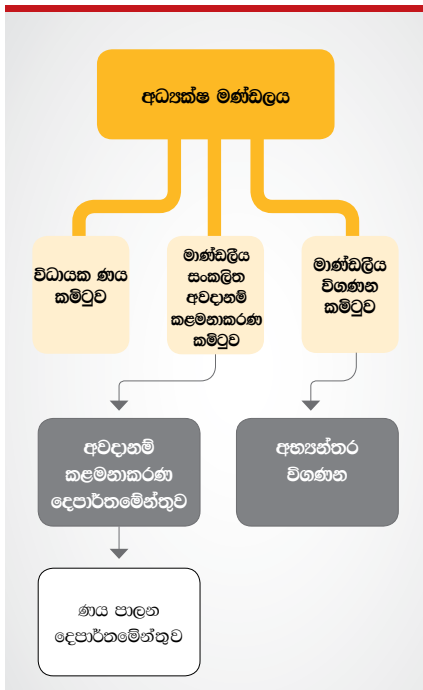 අධ්‍යක්ෂ මණ්ඩලය
විධායක ණය
කමිටුව
මාණ්ඩලීය
සංකලිත
අවදානම්
කළමනාකරණ
කමිටුව
මාණ්ඩලීය
විගණන
කමිටුව
අවදානම්
කළමනාකරණ
දෙපාර්තමේන්තුව
අභ්‍යන්තර
විගණන
ණය පාලන
දෙපාර්තමේන්තුව